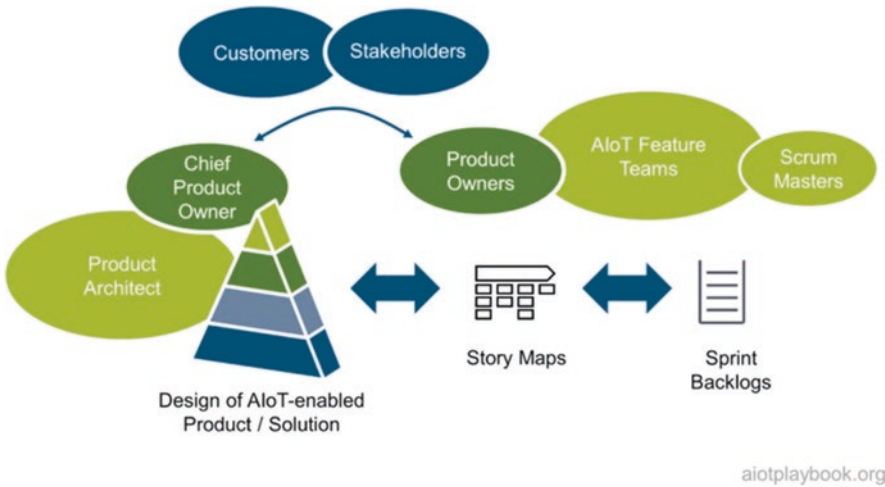 Customers
Stakeholders
Chief
Product
Owner
Product
Owners
AIoT Feature
Teams
Scrum
Masters
Product
Architect
Story Maps
Sprint
Backlogs
Design of AIoT-enabled
Product / Solution
aiotplaybook.org